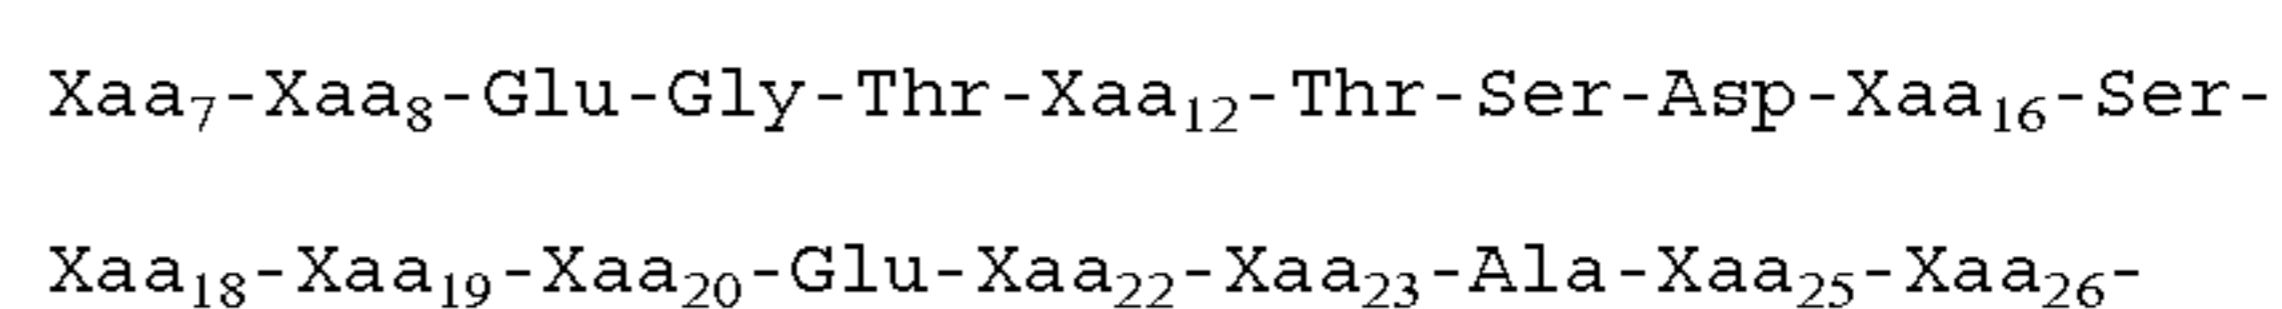 Xaa₇-Xaa₈-Glu-Gly-Thr-Xaa₁₂-Thr-Ser-Asp-Xaa₁₆-Ser-
Xaa₁₈-Xaa₁₉-Xaa₂₀-Glu-Xaa₂₂-Xaa₂₃-Ala-Xaa₂₅-Xaa₂₆-